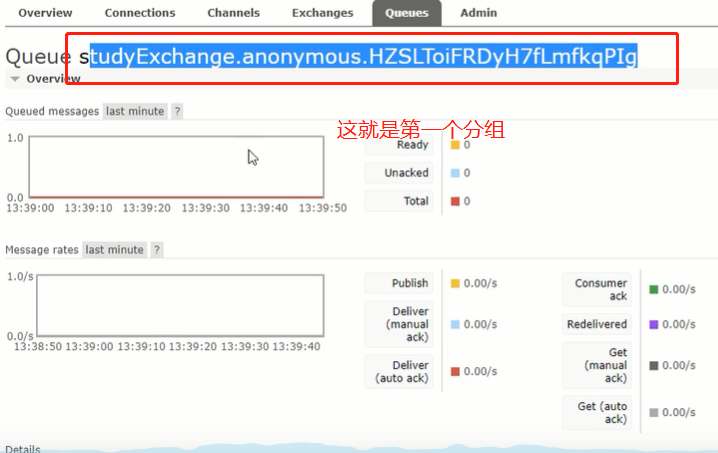 Overview Connections Channels Exchanges Queues Admin
Queue studyExchange.anonymous.HZSLToiFRDyH7fLmfkqPIg
Overview
Queued messages last minute ?
这就是第一个分组
1.0
0.0
13:39:00 13:39:10 13:39:20 13:39:30 13:39:40 13:39:50
Ready 0
Unacked 0
Total 0
Message rates last minute ?
1.0/s
0.0/s
13:38:50 13:39:00 13:39:10 13:39:20 13:39:30 13:39:40
Publish 0.00/s
Deliver
(manual 0.00/s
ack)
Deliver
(auto ack) 0.00/s
Consumer
ack 0.00/s
Redelivered 0.00/s
Get
(manual 0.00/s
ack)
Get (auto
ack) 0.00/s
Details